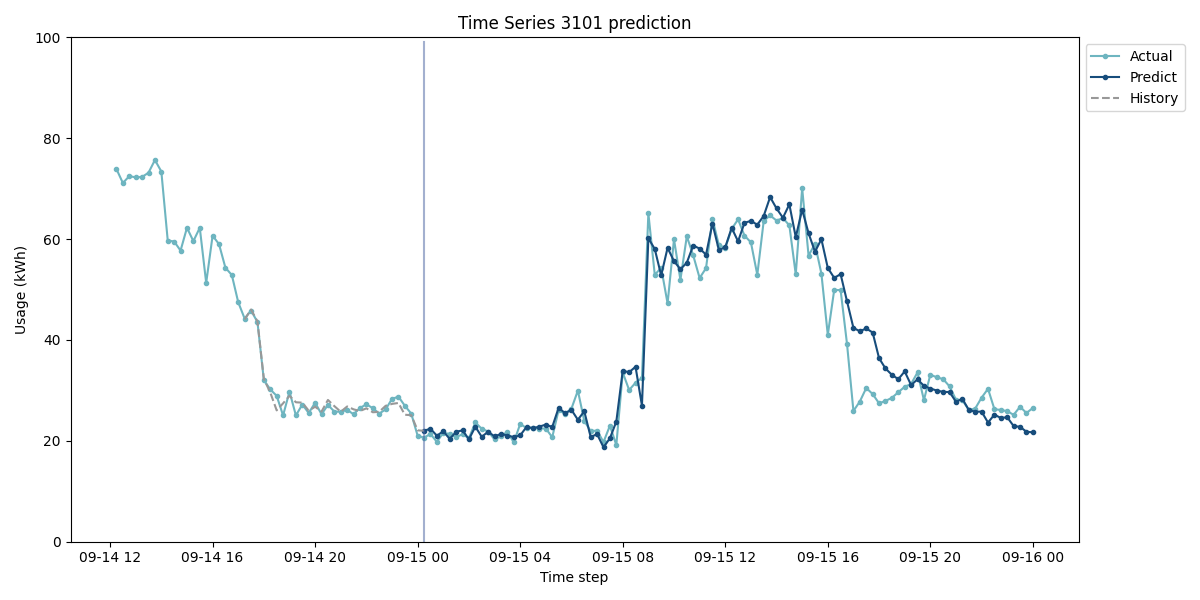 Time Series 3101 prediction
100
80
60
40
20
0
Usage (kWh)
09-14 12 09-14 16 09-14 20 09-15 00 09-15 04 09-15 08 09-15 12 09-15 16 09-15 20 09-16 00
Time step
Actual
Predict
History